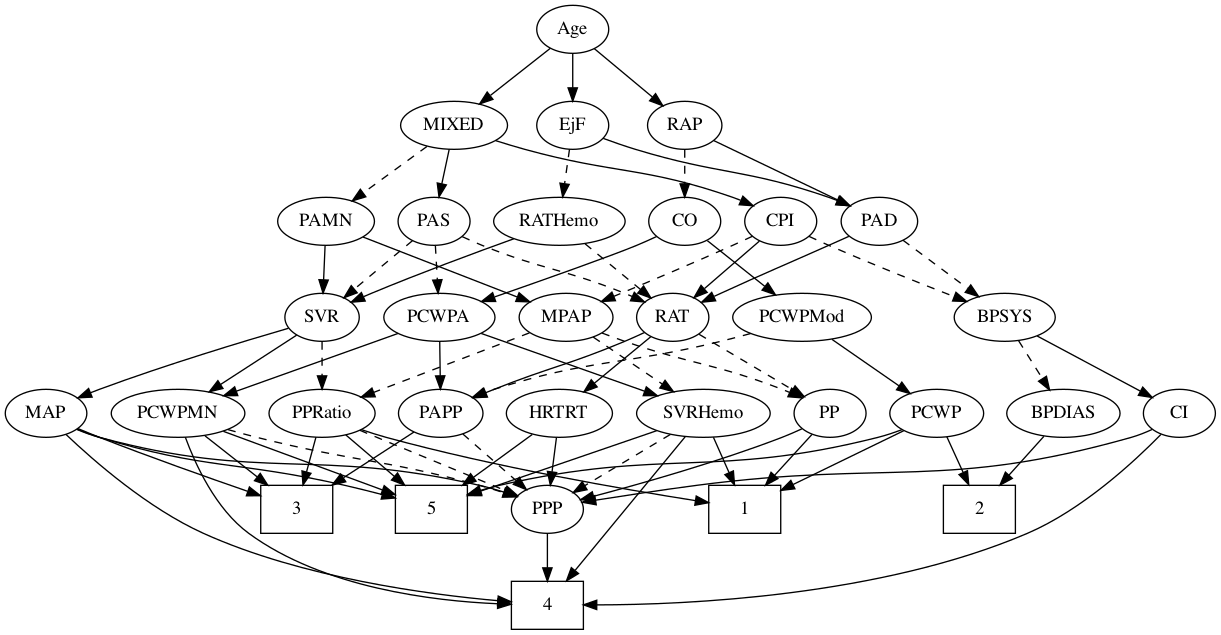 Age
MIXED
EjF
RAP
PAMN
PAS
RATHemo
CO
CPI
PAD
SVR
PCWPA
MPAP
RAT
PCWPMod
BPSYS
MAP
PCWPMN
PPRatio
PAPP
HRTRT
SVRHemo
PP
PCWP
BPDIAS
CI
3
5
PPP
1
2
4